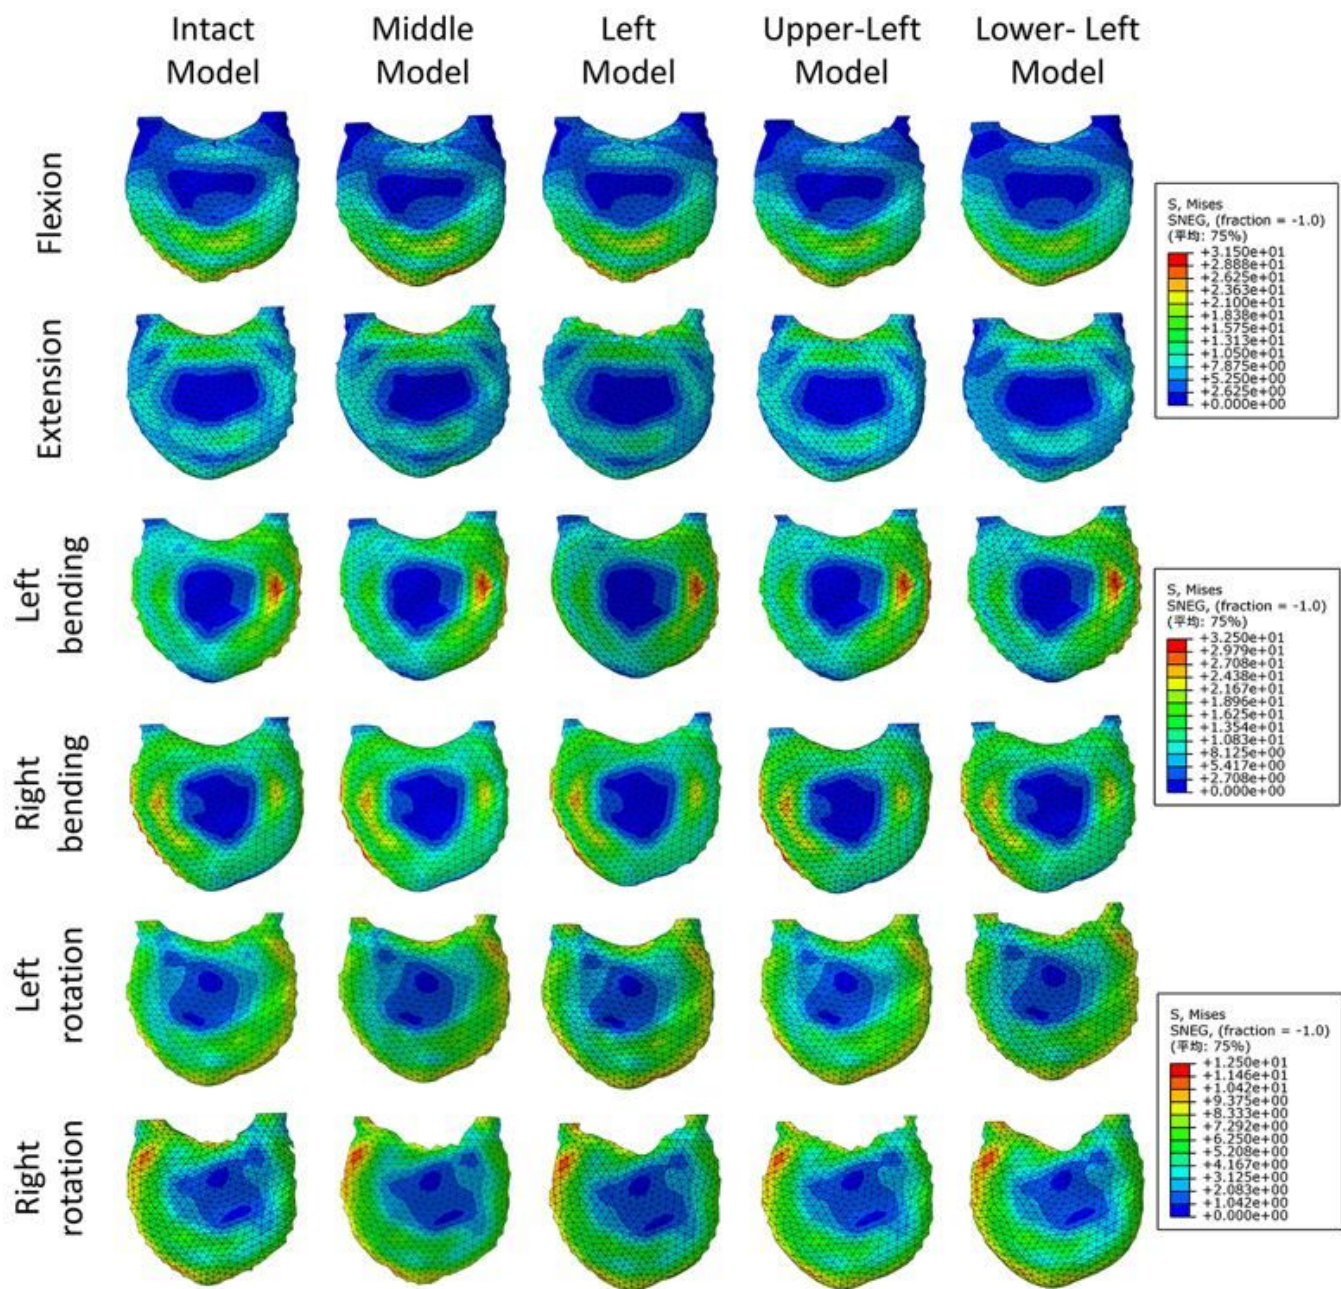 Intact
Model
Middle
Model
Left
Model
Upper-Left
Model
Lower- Left
Model
Flexion
Extension
Left
bending
Right
bending
Left
rotation
Right
rotation
S, Mises
SNEG, (fraction = -1.0)
(平均: 75%)
+3.150e+01
+2.888e+01
+2.625e+01
+2.363e+01
+2.100e+01
+1.838e+01
+1.575e+01
+1.313e+01
+1.050e+01
+7.875e+00
+5.250e+00
+2.625e+00
+0.000e+00
S, Mises
SNEG, (fraction = -1.0)
(平均: 75%)
+3.250e+01
+2.979e+01
+2.708e+01
+2.438e+01
+2.167e+01
+1.896e+01
+1.625e+01
+1.354e+01
+1.083e+01
+8.125e+00
+5.417e+00
+2.708e+00
+0.000e+00
S, Mises
SNEG, (fraction = -1.0)
(平均: 75%)
+1.250e+01
+1.146e+01
+1.042e+01
+9.375e+00
+8.333e+00
+7.292e+00
+6.250e+00
+5.208e+00
+4.167e+00
+3.125e+00
+2.083e+00
+1.042e+00
+0.000e+00